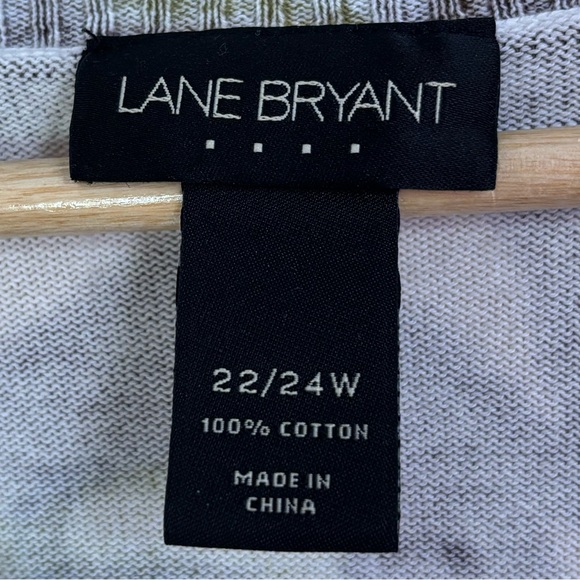 LANE BRYANT
22/24W
100% COTTON
MADE IN
CHINA